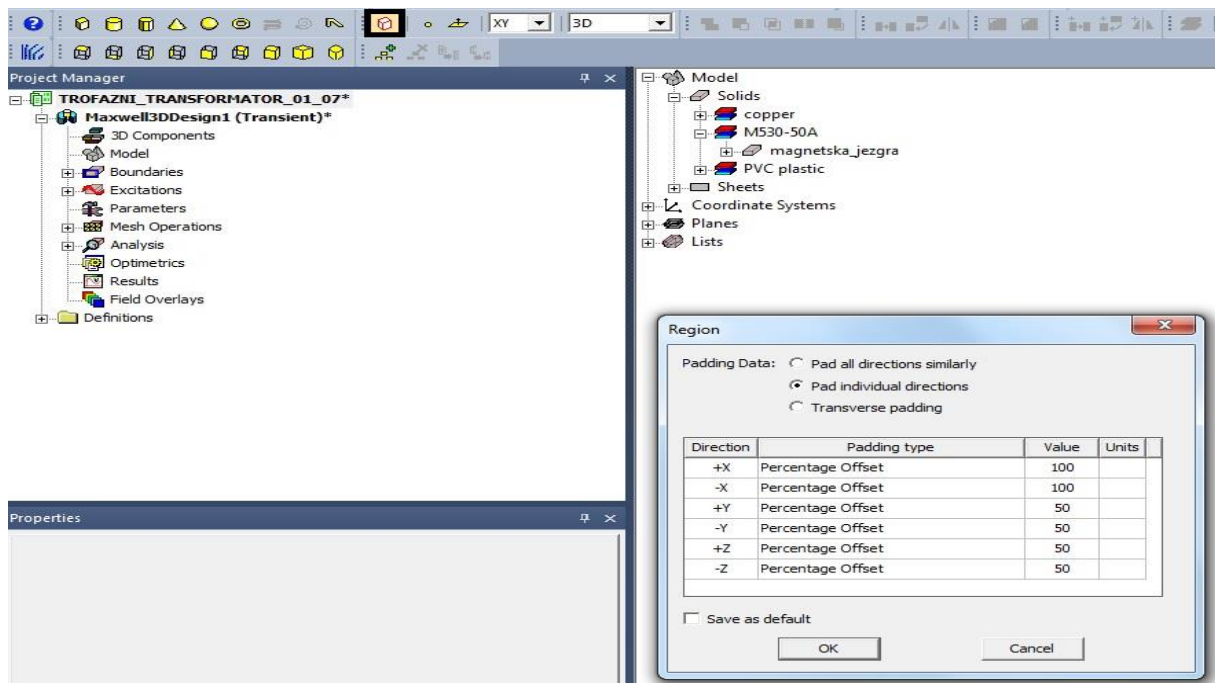 XY 3D
Project Manager
TROFAZNI_TRANSFORMATOR_01_07*
Maxwell3DDesign1 (Transient)*
3D Components
Model
Boundaries
Excitations
Parameters
Mesh Operations
Analysis
Optimetrics
Results
Field Overlays
Definitions
Properties
Model
Solids
copper
M530-50A
magnetska_jezgra
PVC plastic
Sheets
Coordinate Systems
Planes
Lists
Region
Padding Data: Pad all directions similarly
Pad individual directions
Transverse padding
Direction Padding type Value Units
+X Percentage Offset 100
-X Percentage Offset 100
+Y Percentage Offset 50
-Y Percentage Offset 50
+Z Percentage Offset 50
-Z Percentage Offset 50
Save as default
OK Cancel